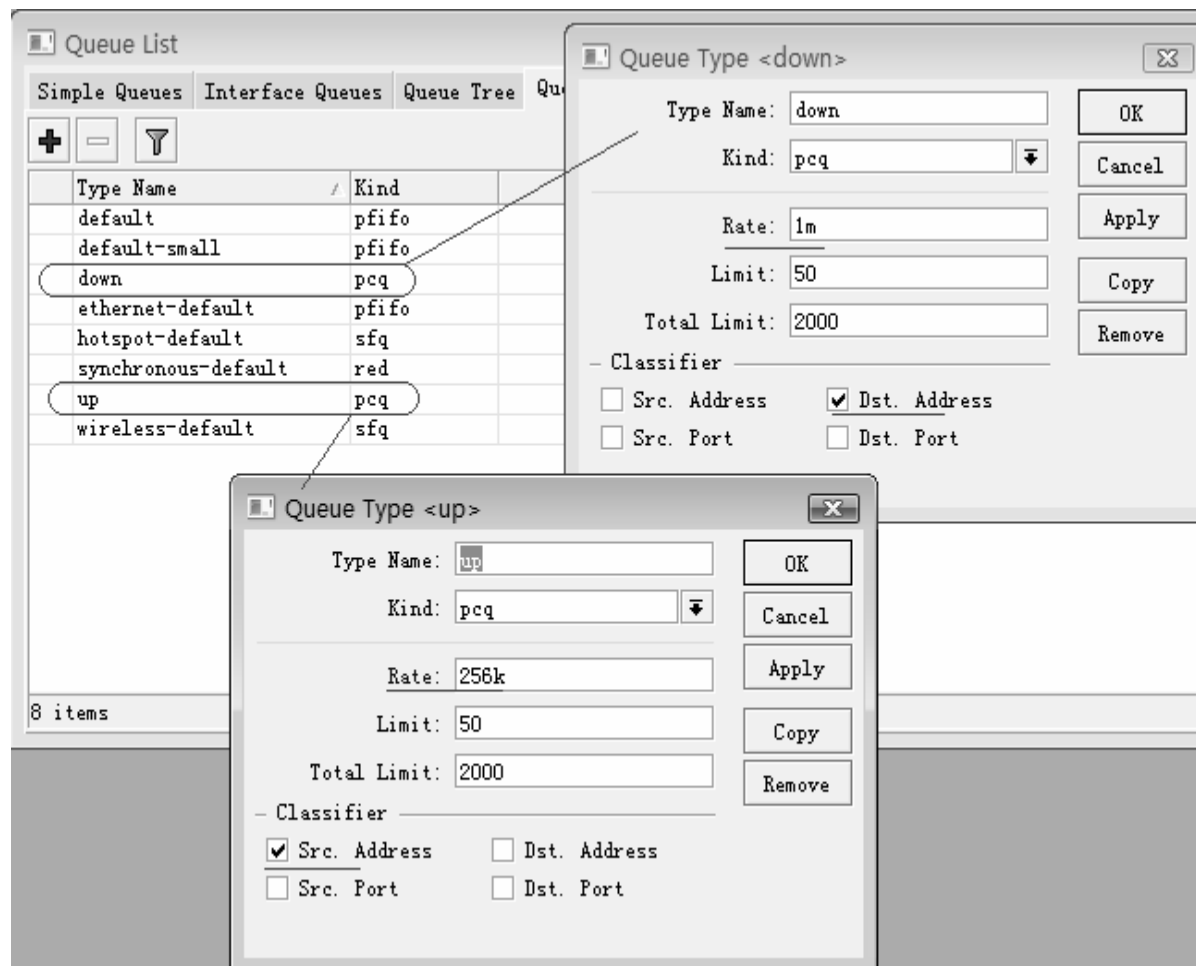 Queue List
Simple Queues Interface Queues Queue Tree
Type Name Kind
default pfifo
default-small pfifo
down pcq
ethernet-default pfifo
hotspot-default sfq
synchronous-default red
up pcq
wireless-default sfq
8 items
Queue Type <down>
Type Name: down
Kind: pcq
Rate: 1m
Limit: 50
Total Limit: 2000
Classifier
Src. Address Dst. Address
Src. Port Dst. Port
OK
Cancel
Apply
Copy
Remove
Queue Type <up>
Type Name: up
Kind: pcq
Rate: 256k
Limit: 50
Total Limit: 2000
Classifier
Src. Address Dst. Address
Src. Port Dst. Port
OK
Cancel
Apply
Copy
Remove